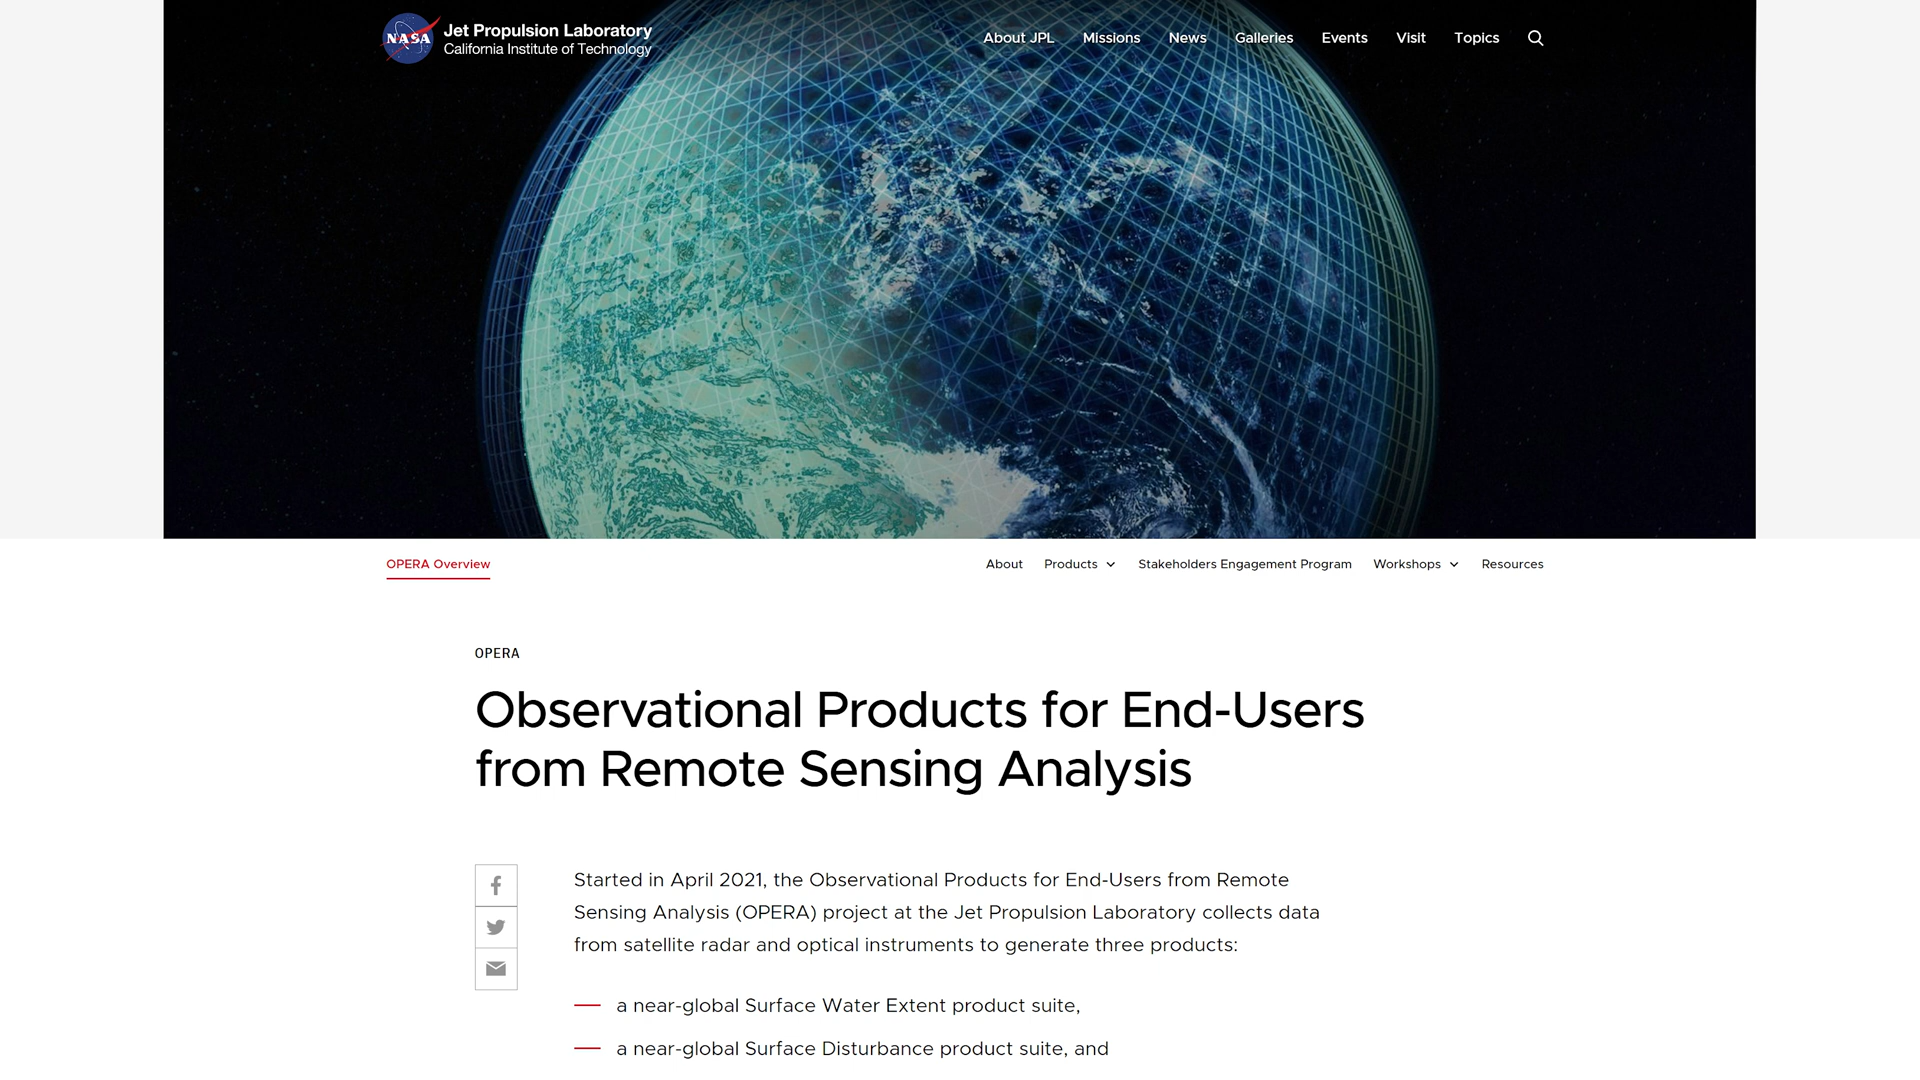 NASA
Jet Propulsion Laboratory
California Institute of Technology
About JPL Missions News Galleries Events Visit Topics
OPERA Overview
About Products Stakeholders Engagement Program Workshops Resources
OPERA
Observational Products for End-Users
from Remote Sensing Analysis
Started in April 2021, the Observational Products for End-Users from Remote
Sensing Analysis (OPERA) project at the Jet Propulsion Laboratory collects data
from satellite radar and optical instruments to generate three products:
a near-global Surface Water Extent product suite,
a near-global Surface Disturbance product suite, and